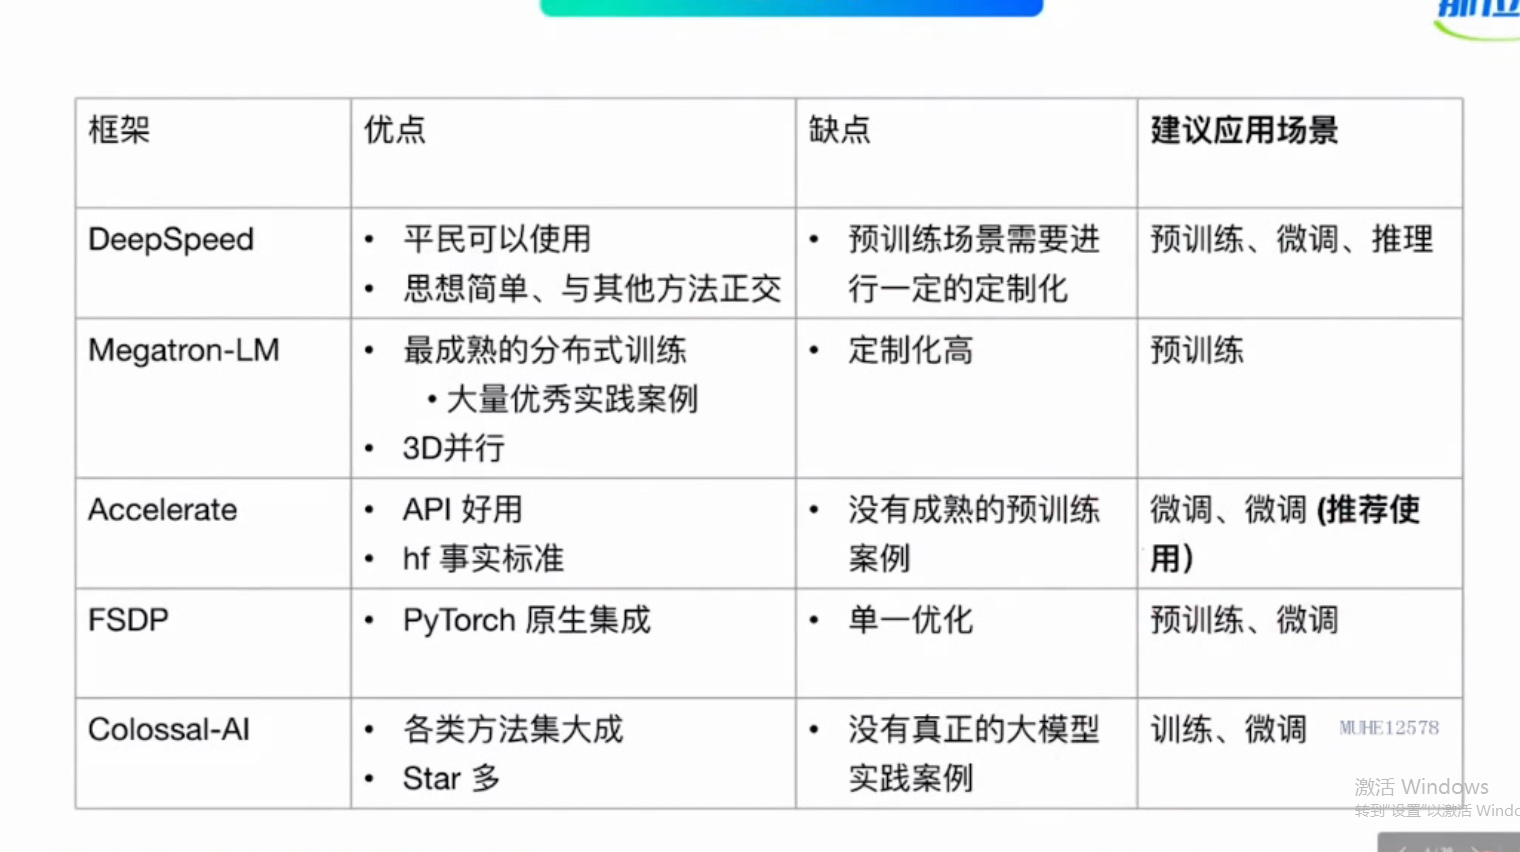 框架
优点
缺点
建议应用场景
DeepSpeed
• 平民可以使用
• 思想简单、与其他方法正交
• 预训练场景需要进
行一定的定制化
预训练、微调、推理
Megatron-LM
• 最成熟的分布式训练
• 大量优秀实践案例
• 3D并行
• 定制化高
预训练
Accelerate
• API 好用
• hf 事实标准
• 没有成熟的预训练
案例
微调、微调 (推荐使
用）
FSDP
• PyTorch 原生集成
• 单一优化
预训练、微调
Colossal-AI
• 各类方法集大成
• Star 多
• 没有真正的大模型
实践案例
训练、微调
MUHE12578
激活 Windows
转到“设置”以激活